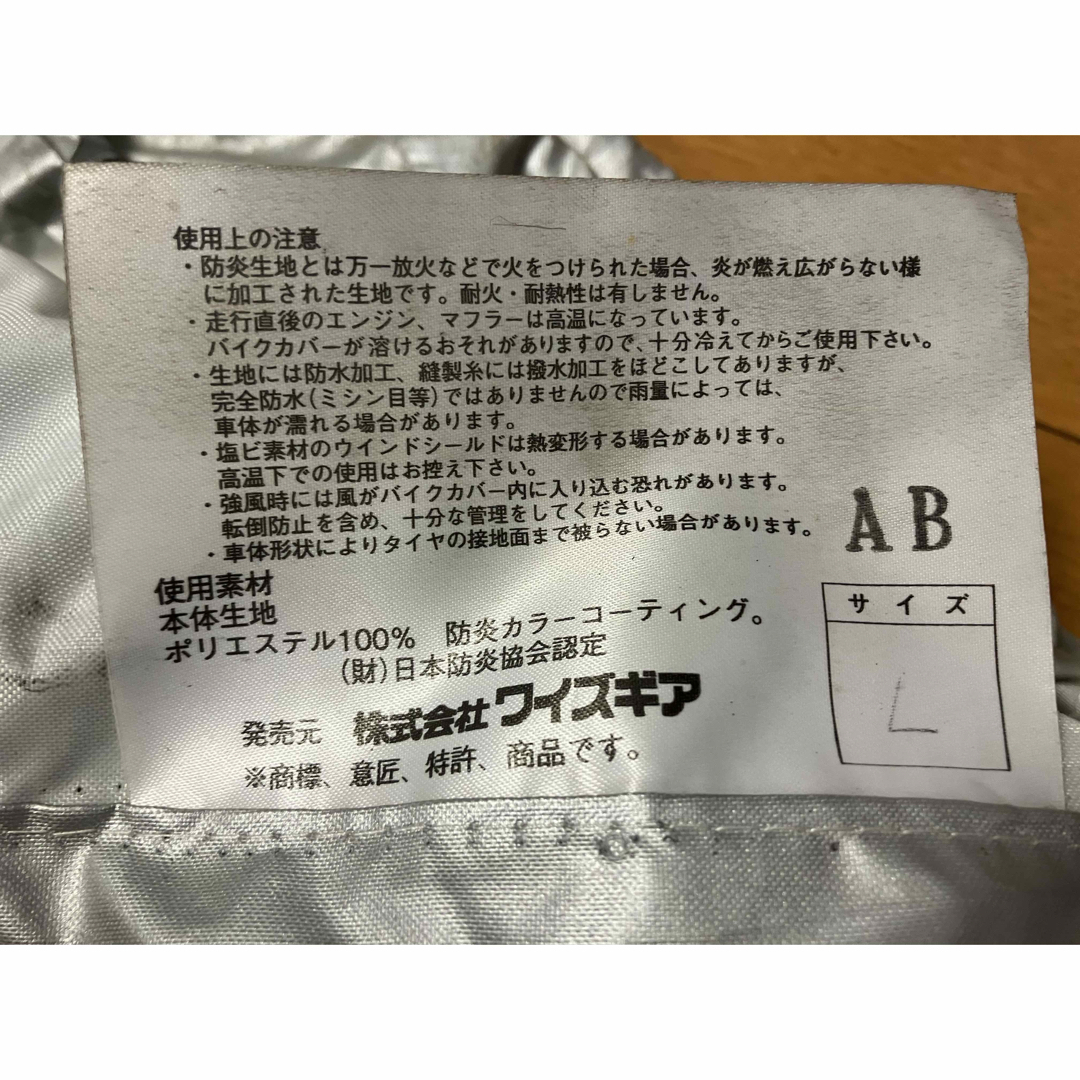 使用上の注意
・防炎生地とは万一放火などで火をつけられた場合、炎が燃え広がらない様
に加工された生地です。耐火・耐熱性は有しません。
・走行直後のエンジン、マフラーは高温になっています。
バイクカバーが溶けるおそれがありますので、十分冷えてからご使用下さい。
・生地には防水加工、縫製糸には撥水加工をほどこしてありますが、
完全防水(ミシン目等)ではありませんので雨量によっては、
車体が濡れる場合があります。
・塩ビ素材のウインドシールドは熱変形する場合があります。
高温下での使用はお控え下さい。
・強風時には風がバイクカバー内に入り込む恐れがあります。
転倒防止を含め、十分な管理をしてください。
・車体形状によりタイヤの接地面まで被らない場合があります。
AB
使用素材
本体生地
ポリエステル100% 防炎カラーコーティング。
(財)日本防炎協会認定
サイズ
L
発売元 株式会社ワイズギア
※商標、意匠、特許、商品です。